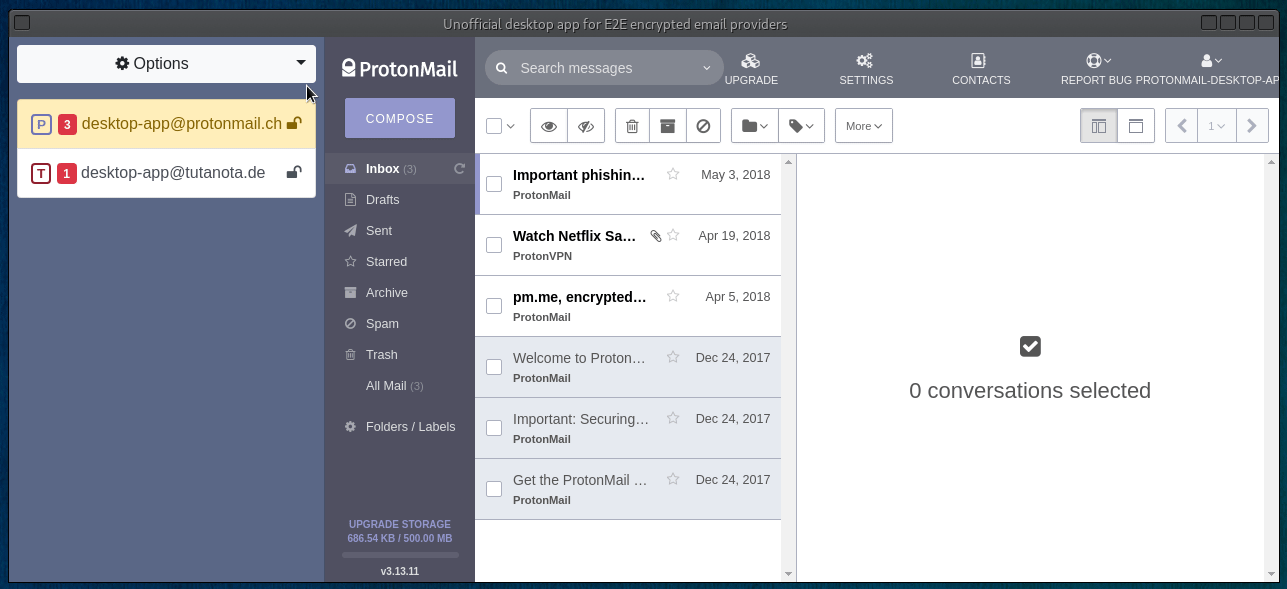 Unofficial desktop app for E2E encrypted email providers
Options
P 3 desktop-app@protonmail.ch
T 1 desktop-app@tutanota.de
ProtonMail
COMPOSE
Inbox (3)
Drafts
Sent
Starred
Archive
Spam
Trash
All Mail (3)
Folders / Labels
UPGRADE STORAGE
686.54 KB / 500.00 MB
v3.13.11
Search messages
UPGRADE
SETTINGS
CONTACTS
REPORT BUG
PROTONMAIL-DESKTOP-AP
More
1
Important phishin… May 3, 2018
ProtonMail
Watch Netflix Sa… Apr 19, 2018
ProtonVPN
pm.me, encrypted… Apr 5, 2018
ProtonMail
Welcome to Proton… Dec 24, 2017
ProtonMail
Important: Securing… Dec 24, 2017
ProtonMail
Get the ProtonMail … Dec 24, 2017
ProtonMail
0 conversations selected